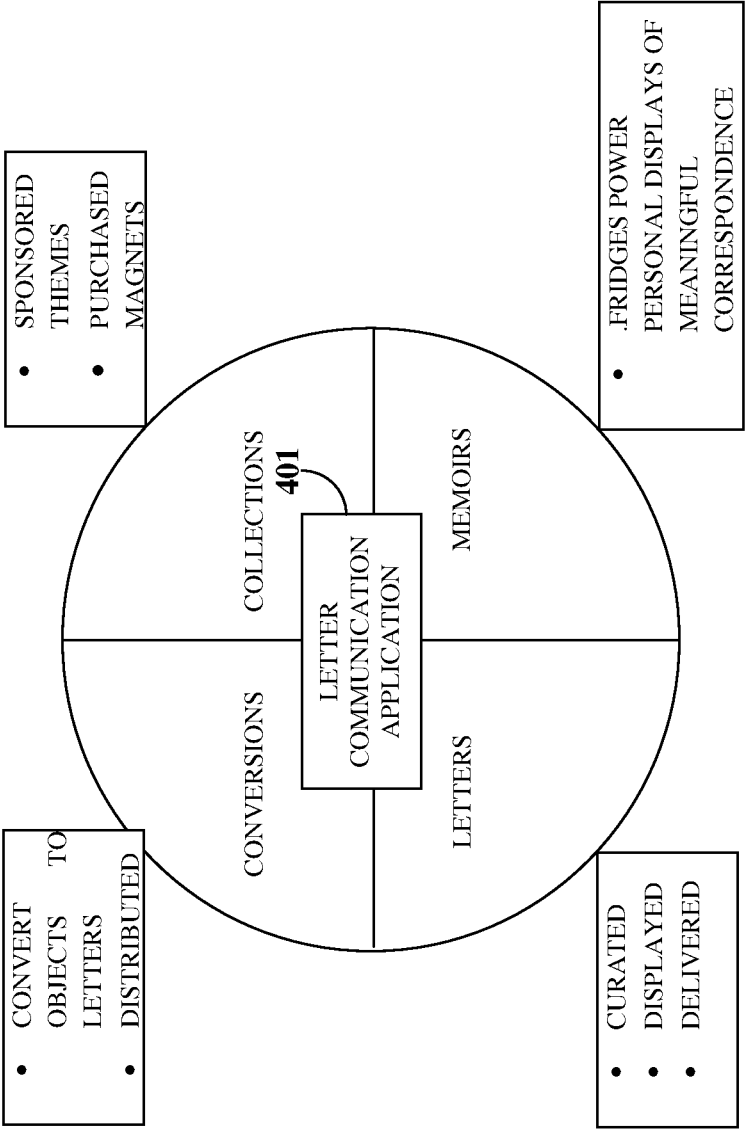 • CONVERT
OBJECTS TO
LETTERS
• DISTRIBUTED
• SPONSORED
THEMES
• PURCHASED
MAGNETS
CONVERSIONS
COLLECTIONS
401
LETTER
COMMUNICATION
APPLICATION
LETTERS
MEMOIRS
• CURATED
• DISPLAYED
• DELIVERED
• .FRIDGES POWER
PERSONAL DISPLAYS OF
MEANINGFUL
CORRESPONDENCE